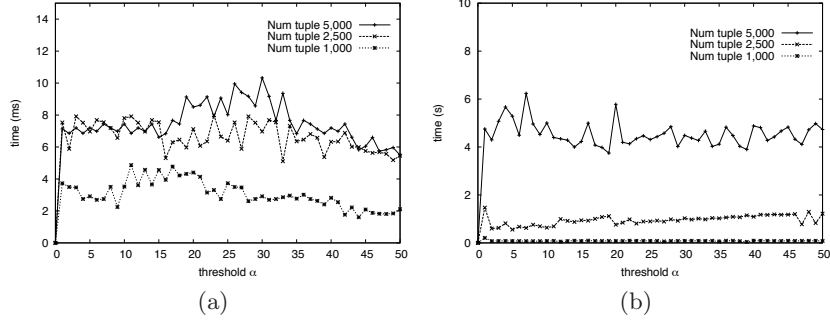 14
12
10
8
6
4
2
0
time (ms)
Num tuple 5,000
Num tuple 2,500
Num tuple 1,000
0 5 10 15 20 25 30 35 40 45 50
threshold α
(a)
10
8
6
4
2
0
time (s)
Num tuple 5,000
Num tuple 2,500
Num tuple 1,000
0 5 10 15 20 25 30 35 40 45 50
threshold α
(b)